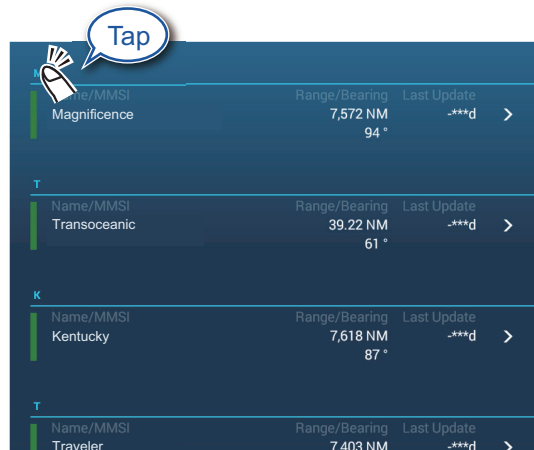 Tap
M
Name/MMSI Range/Bearing Last Update
Magnificence 7,572 NM -***d
94 °
T
Name/MMSI Range/Bearing Last Update
Transoceanic 39.22 NM -***d
61 °
K
Name/MMSI Range/Bearing Last Update
Kentucky 7,618 NM -***d
87 °
T
Name/MMSI Range/Bearing Last Update
Traveler 7,403 NM -***d